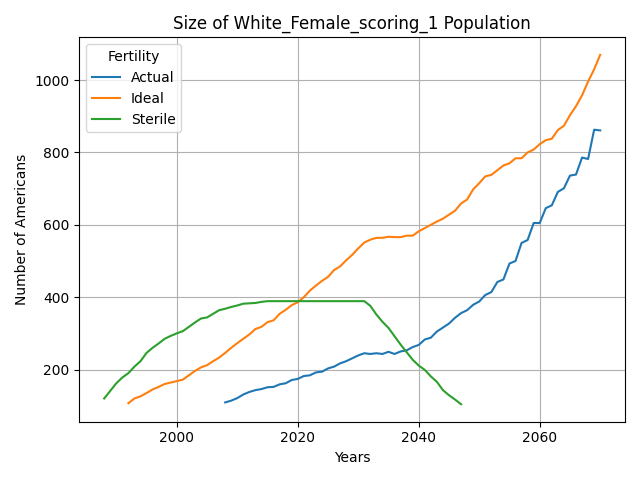 Size of White_Female_scoring_1 Population
Fertility
Actual
Ideal
Sterile
Number of Americans
1000
800
600
400
200
2000
2020
2040
2060
Years